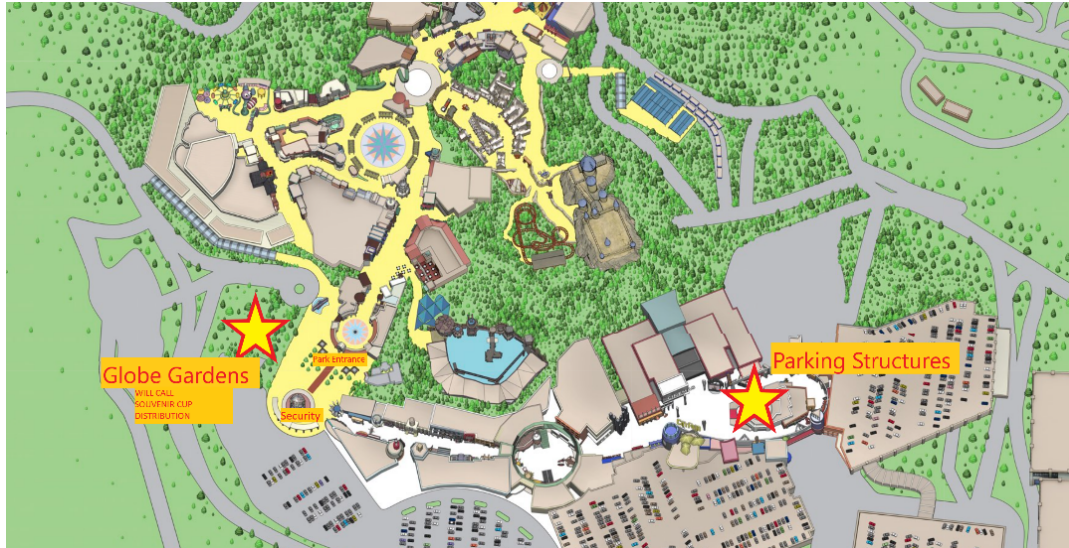 Park Entrance
Parking Structures
Globe Gardens
WILL CALL
SOUVENIR CUP
DISTRIBUTION
Security